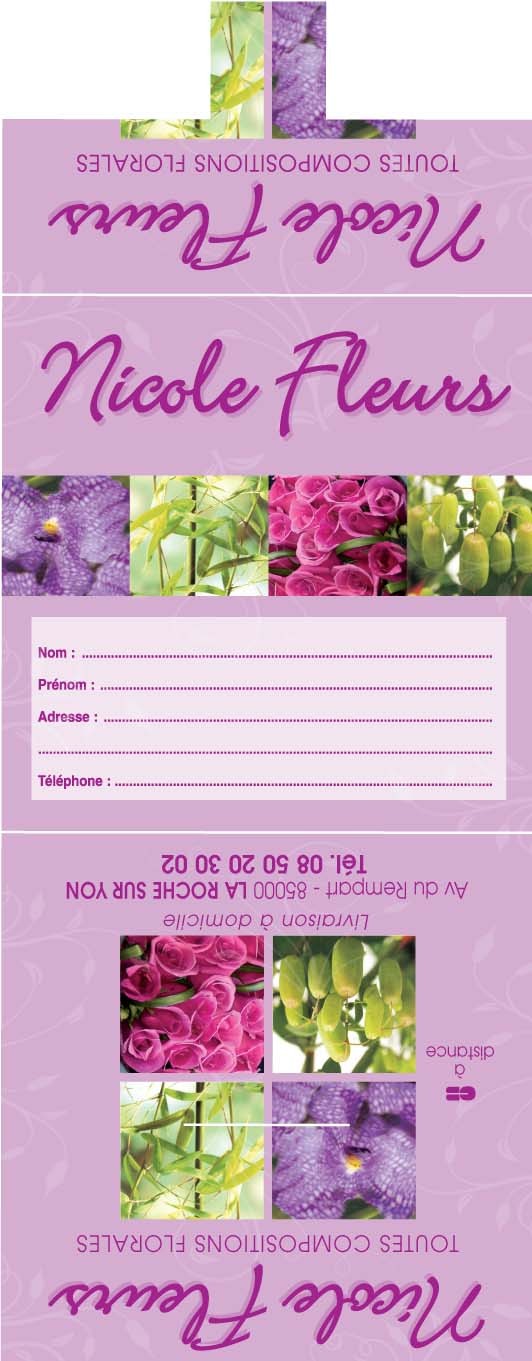 TOUTES COMPOSITIONS FLORALES
Nicole Fleurs
Nicole Fleurs
Nom :
Prénom :
Adresse :
Téléphone :
Tél. 08 50 20 30 02
Av du Rempart - 85000 LA ROCHE SUR YON
Livraison à domicile
CB
à
distance
TOUTES COMPOSITIONS FLORALES
Nicole Fleurs